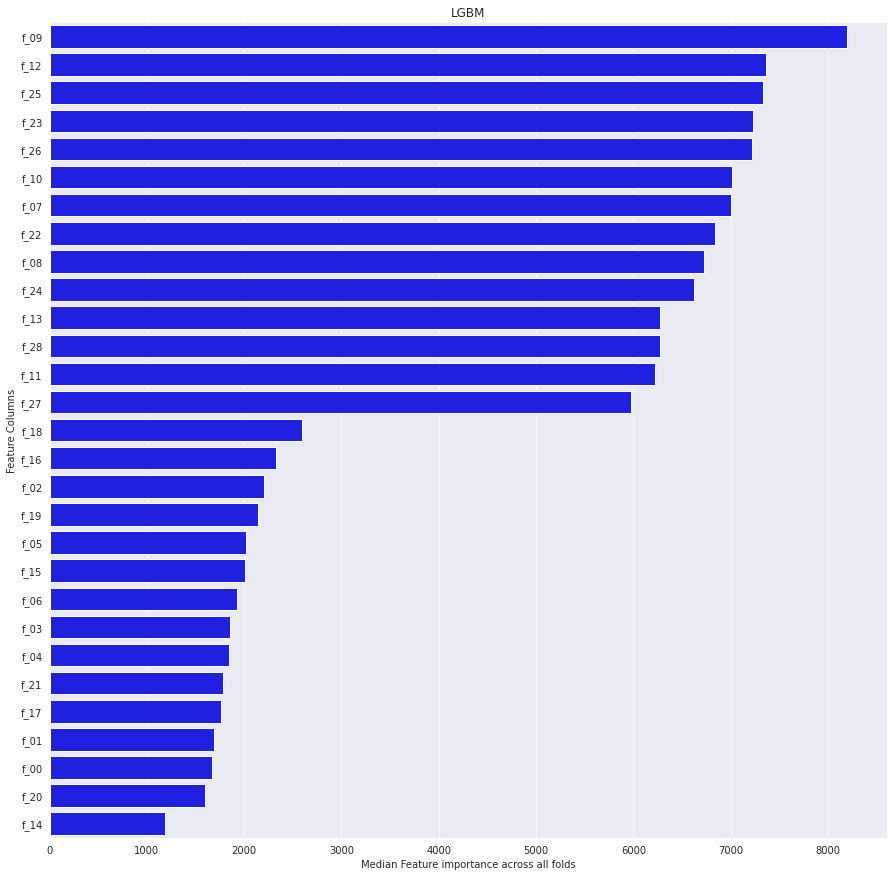 LGBM
f_09
f_12
f_25
f_23
f_26
f_10
f_07
f_22
f_08
f_24
f_13
f_28
f_11
f_27
f_18
f_16
f_02
f_19
f_05
f_15
f_06
f_03
f_04
f_21
f_17
f_01
f_00
f_20
f_14
Feature Columns
0 1000 2000 3000 4000 5000 6000 7000 8000
Median Feature importance across all folds